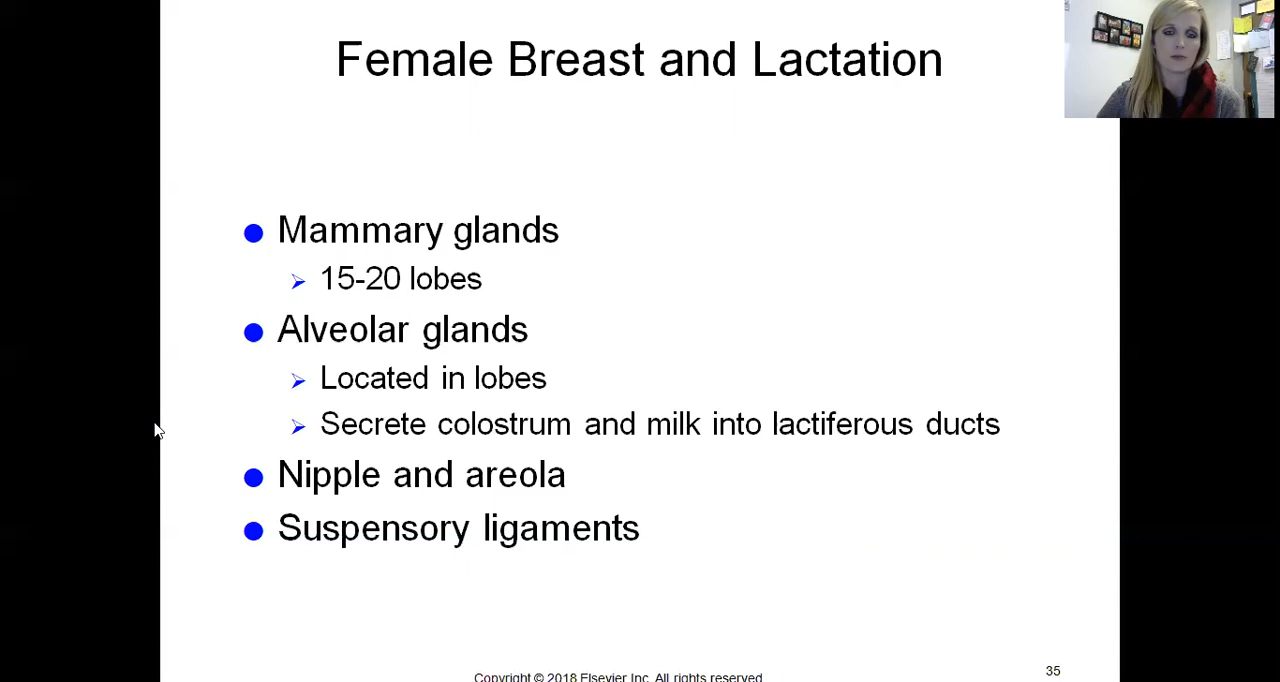 Female Breast and Lactation
Mammary glands
15-20 lobes
Alveolar glands
Located in lobes
Secrete colostrum and milk into lactiferous ducts
Nipple and areola
Suspensory ligaments
Copyright © 2018 Elsevier Inc. All rights reserved
35